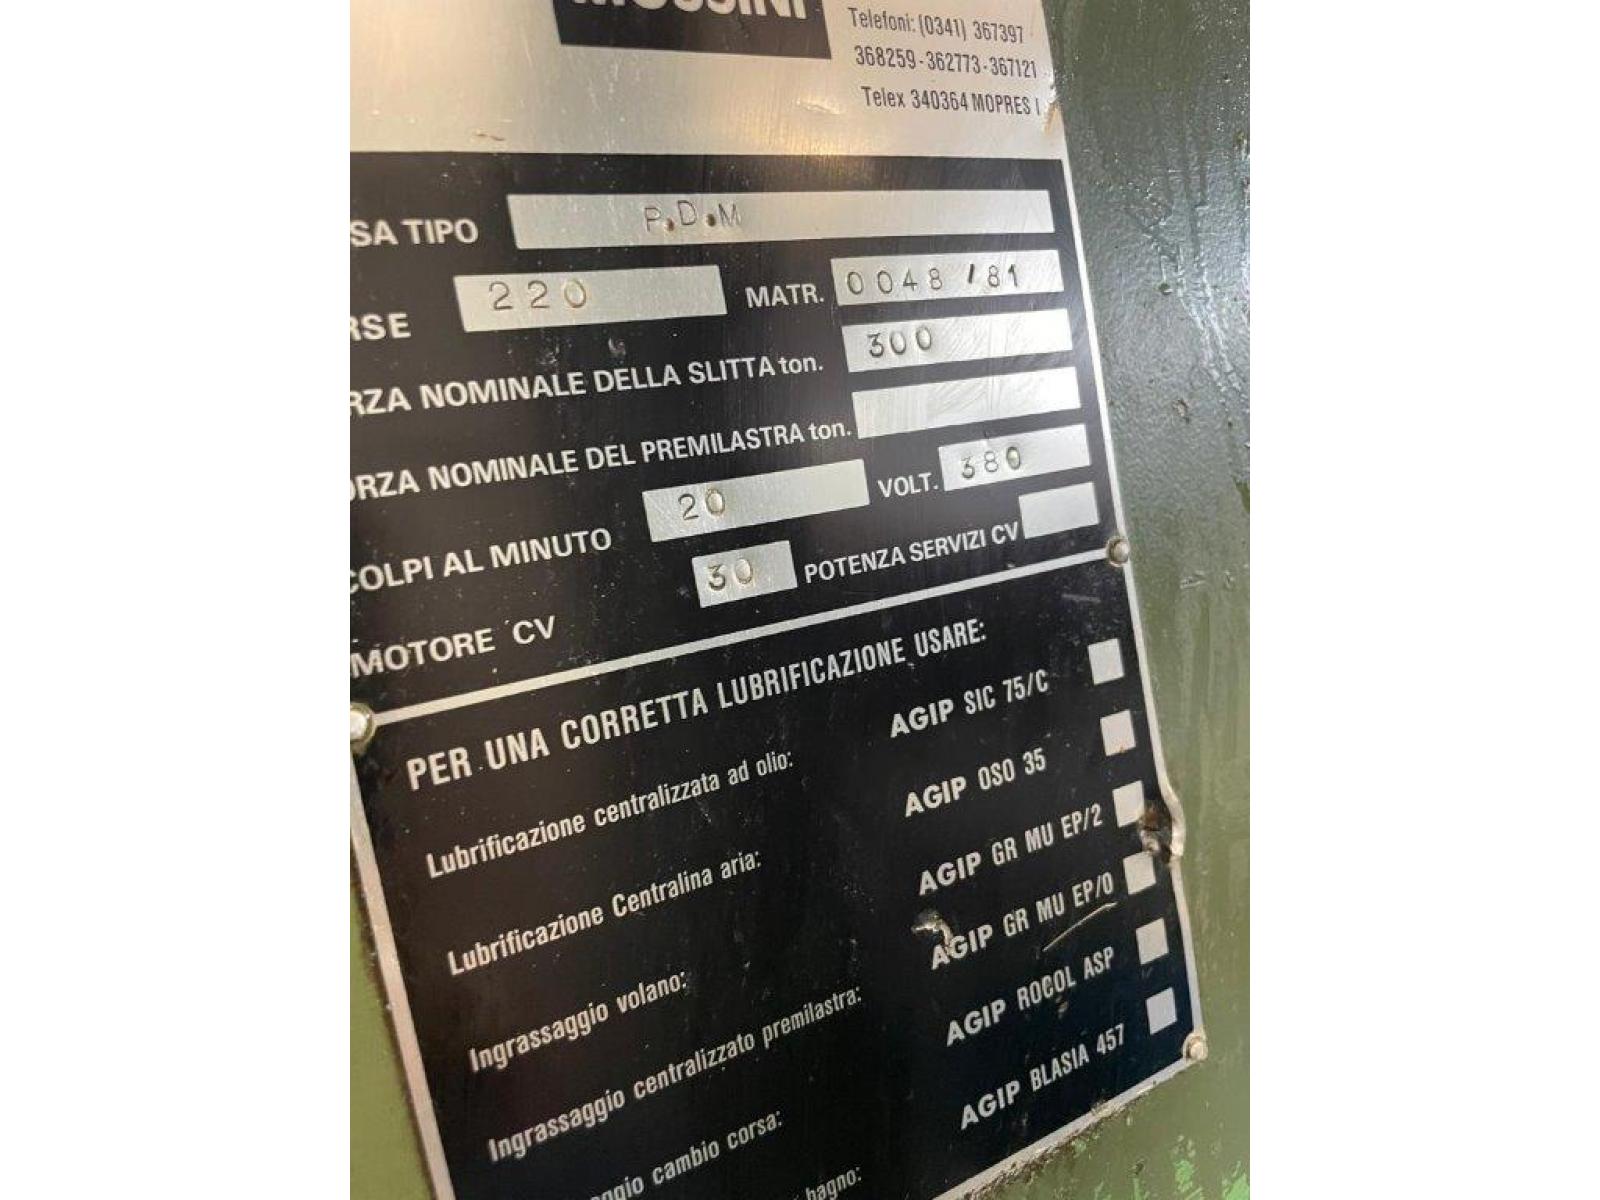 MOSSINI
Telefoni: (0341) 367397
368259-362773-367121
Telex 340364 MOPRES I
SA TIPO P.D.M
RSE 220 MATR. 0048/81
RZA NOMINALE DELLA SLITTA ton. 300
ORZA NOMINALE DEL PREMILASTRA ton.
COLPI AL MINUTO 20 VOLT. 380
MOTORE CV 30 POTENZA SERVIZI CV
PER UNA CORRETTA LUBRIFICAZIONE USARE:
Lubrificazione centralizzata ad olio: AGIP SIC 75/C
Lubrificazione Centralina aria: AGIP OSO 35
Ingrassaggio volano: AGIP GR MU EP/2
Ingrassaggio centralizzato premilastra: AGIP GR MU EP/0
ggio cambio corsa: AGIP ROCOL ASP
bagno: AGIP BLASIA 457